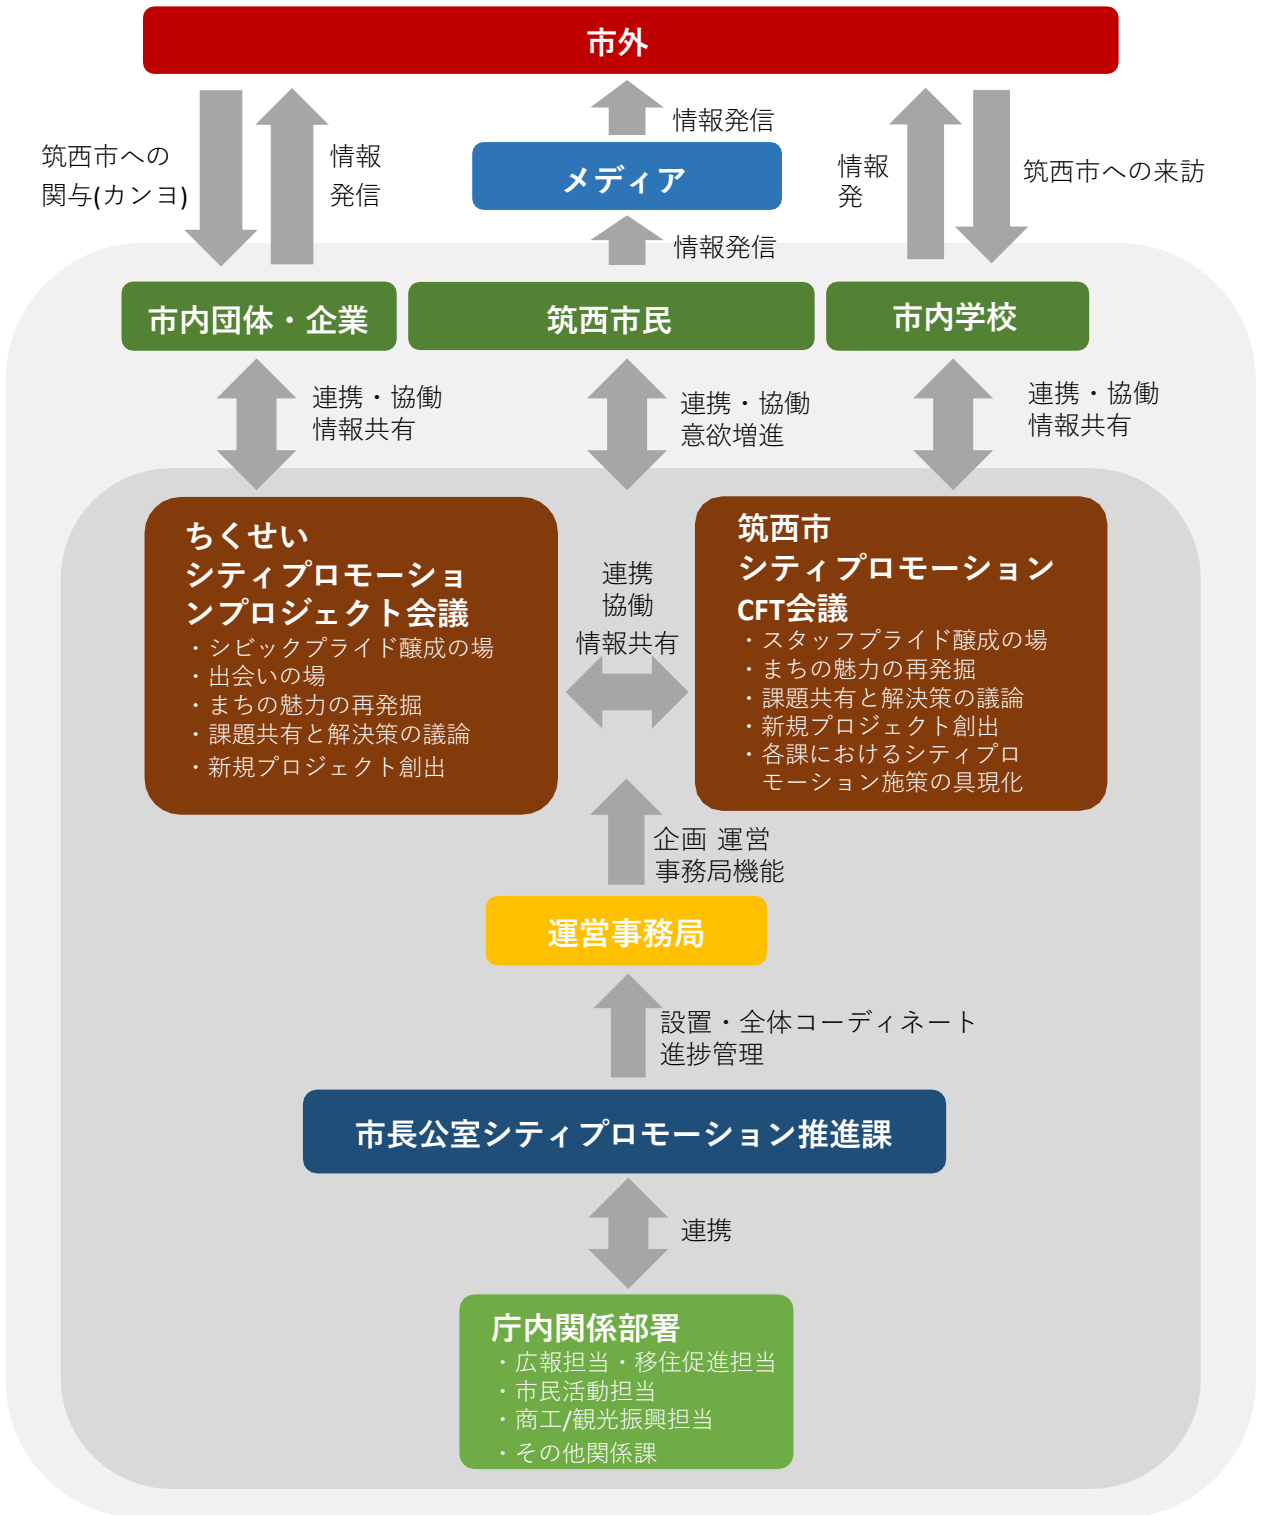 市外
情報発信
メディア
情報発信
筑西市への
関与(カンヨ)
情報
発信
情報
発
筑西市への来訪
市内団体・企業
筑西市民
市内学校
連携・協働
情報共有
連携・協働
意欲増進
連携・協働
情報共有
ちくせい
シティプロモーショ
ンプロジェクト会議
・シビックプライド醸成の場
・出会いの場
・まちの魅力の再発掘
・課題共有と解決策の議論
・新規プロジェクト創出
連携
協働
情報共有
筑西市
シティプロモーション
CFT会議
・スタッフプライド醸成の場
・まちの魅力の再発掘
・課題共有と解決策の議論
・新規プロジェクト創出
・各課におけるシティプロ
モーション施策の具現化
企画 運営
事務局機能
運営事務局
設置・全体コーディネート
進捗管理
市長公室シティプロモーション推進課
連携
庁内関係部署
・広報担当・移住促進担当
・市民活動担当
・商工/観光振興担当
・その他関係課